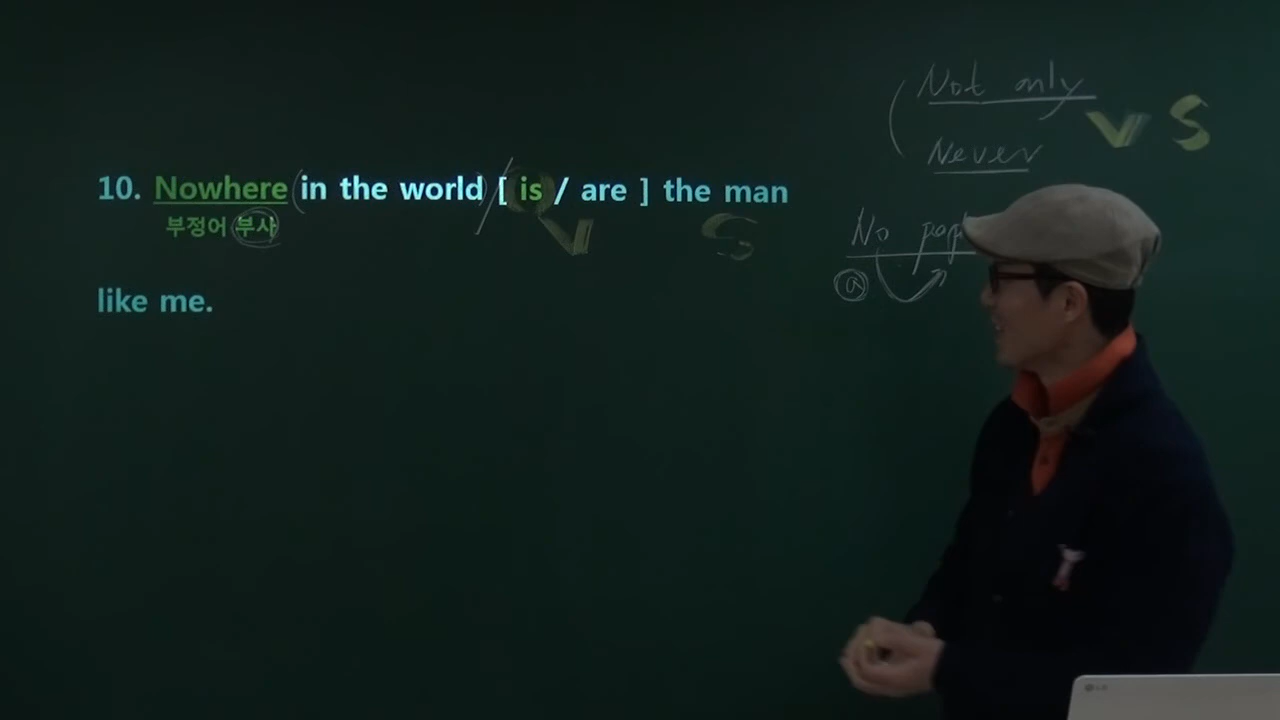 10. Nowhere (in the world) / [ is / are ] the man
부정어 부사
V S
like me.
( Not only
V S
Never
No
ⓐ
LG